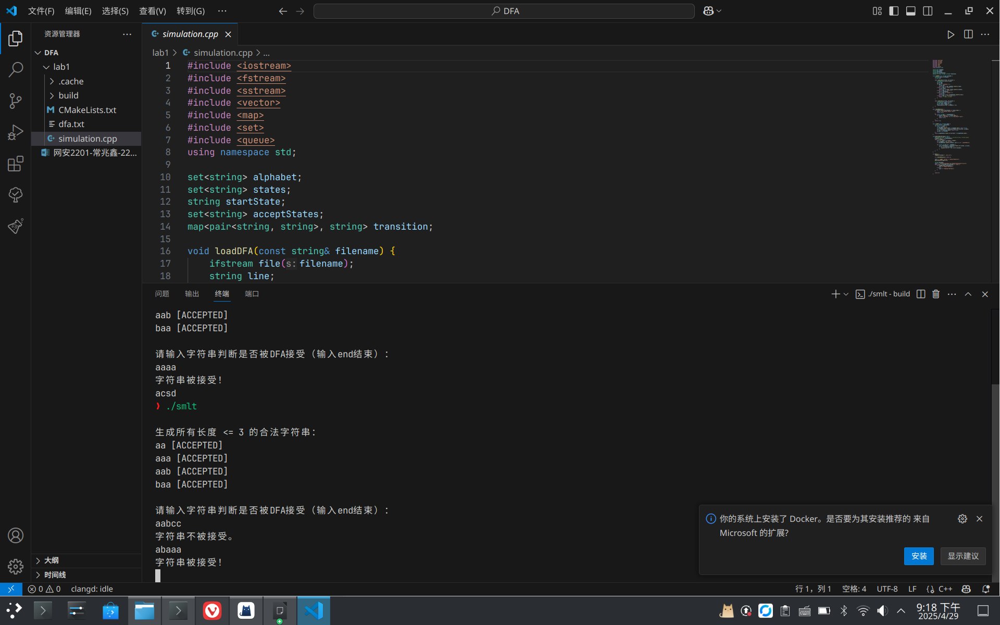 文件(F) 编辑(E) 选择(S) 查看(V) 转到(G) ···
DFA
资源管理器
DFA
lab1
.cache
build
CMakeLists.txt
dfa.txt
simulation.cpp
网安2201-常兆鑫-22...
大纲
时间线
simulation.cpp
lab1 > simulation.cpp > ...
1 #include <iostream>
2 #include <fstream>
3 #include <sstream>
4 #include <vector>
5 #include <map>
6 #include <set>
7 #include <queue>
8 using namespace std;
9
10 set<string> alphabet;
11 set<string> states;
12 string startState;
13 set<string> acceptStates;
14 map<pair<string, string>, string> transition;
15
16 void loadDFA(const string& filename) {
17 ifstream file(s: filename);
18 string line;
问题 输出 终端 端口
./smlt - build
aab [ACCEPTED]
baa [ACCEPTED]
请输入字符串判断是否被DFA接受（输入end结束）：
aaaa
字符串被接受！
acsd
❩ ./smlt
生成所有长度 <= 3 的合法字符串：
aa [ACCEPTED]
aaa [ACCEPTED]
aab [ACCEPTED]
baa [ACCEPTED]
请输入字符串判断是否被DFA接受（输入end结束）：
aabcc
字符串不被接受。
abaaa
字符串被接受！
你的系统上安装了 Docker。是否要为其安装推荐的 来自
Microsoft 的扩展?
安装 显示建议
0 0 clangd: idle
行 1，列 1 空格: 4 UTF-8 LF C++
9:18 下午
2025/4/29